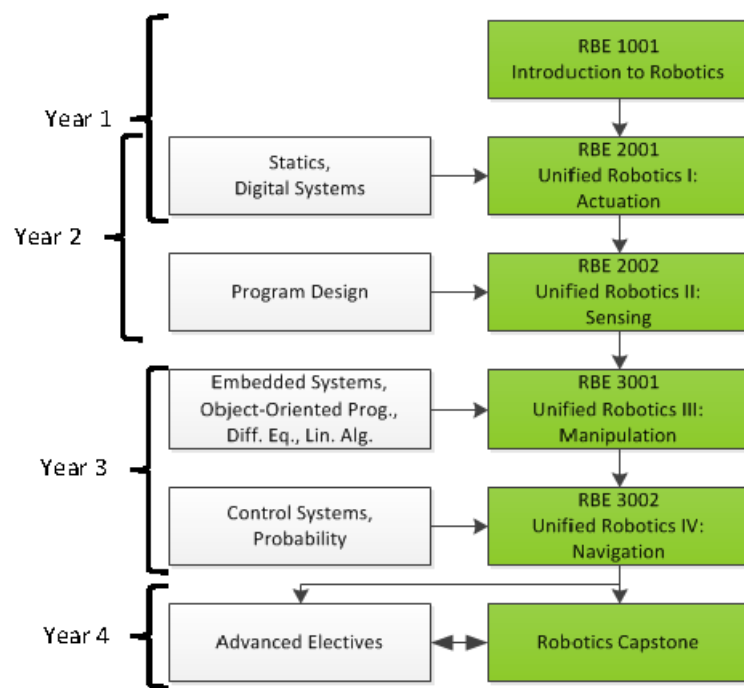 RBE 1001
Introduction to Robotics
Year 1
Statics,
Digital Systems
RBE 2001
Unified Robotics I:
Actuation
Year 2
Program Design
RBE 2002
Unified Robotics II:
Sensing
Embedded Systems,
Object-Oriented Prog.,
Diff. Eq., Lin. Alg.
RBE 3001
Unified Robotics III:
Manipulation
Year 3
Control Systems,
Probability
RBE 3002
Unified Robotics IV:
Navigation
Year 4
Advanced Electives
Robotics Capstone